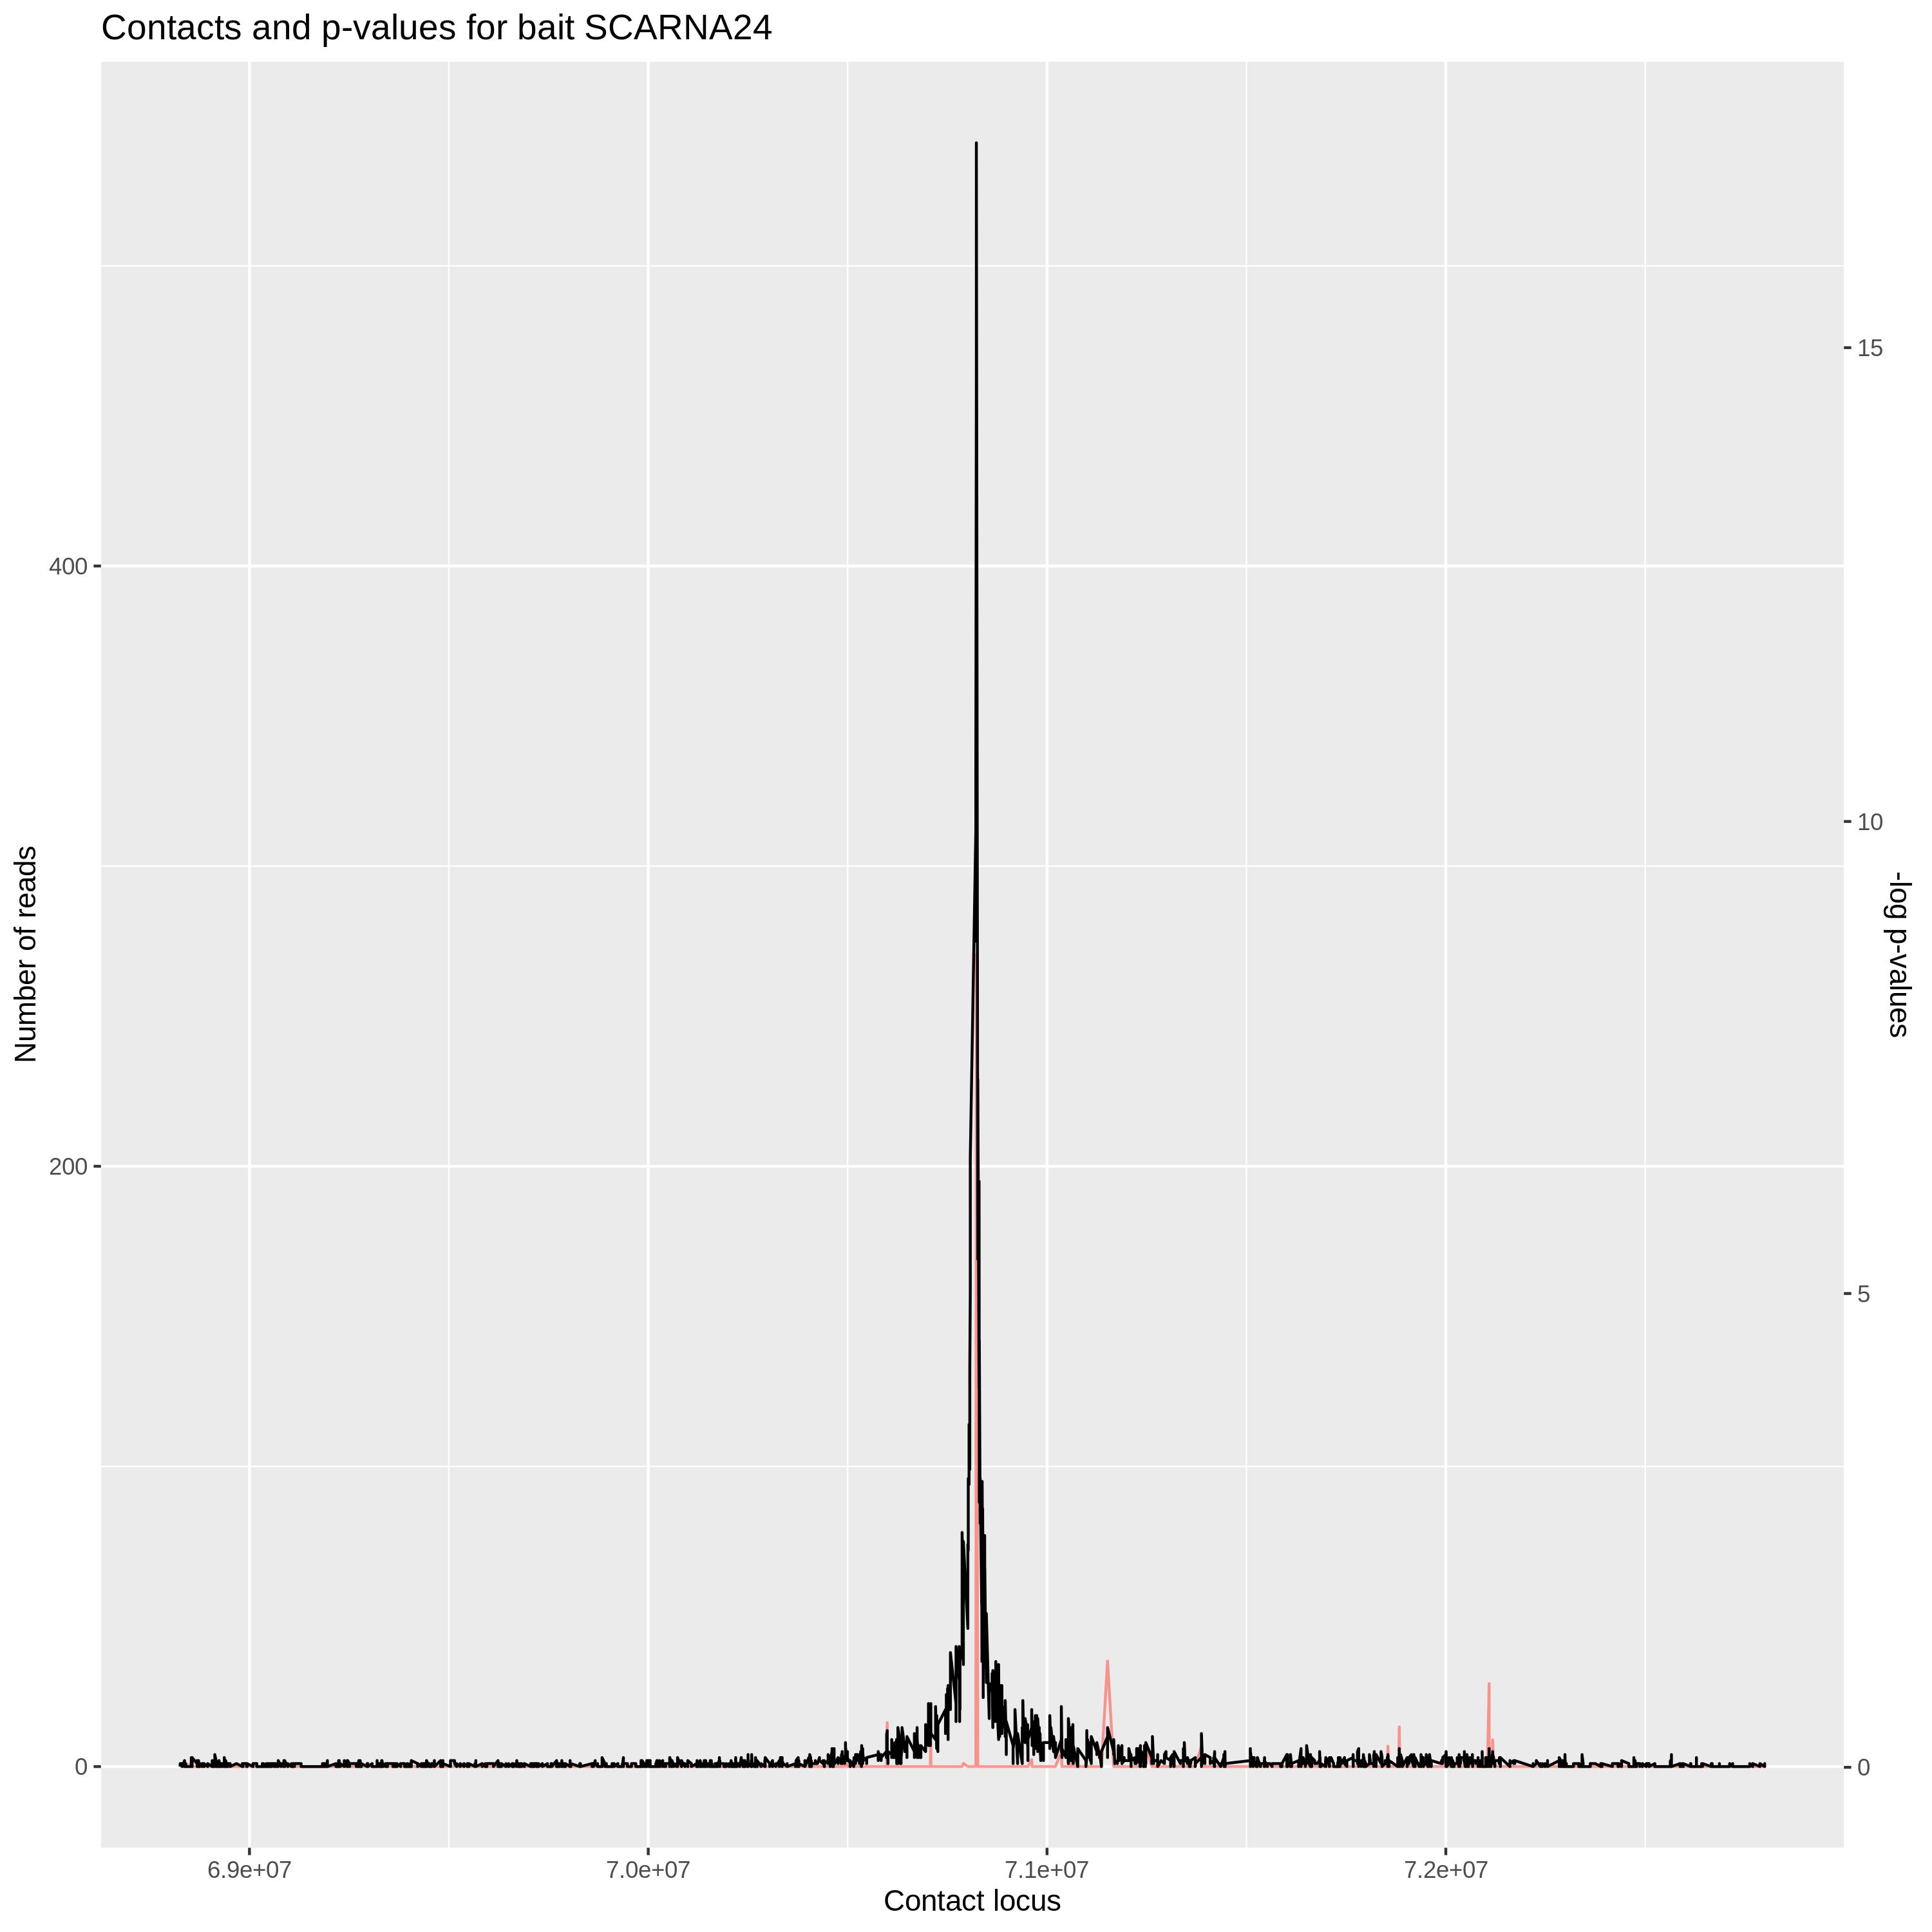 Contacts and p-values for bait SCARNA24
Number of reads
400
200
0
15
10
5
0
-log p-values
6.9e+07 7.0e+07 7.1e+07 7.2e+07
Contact locus